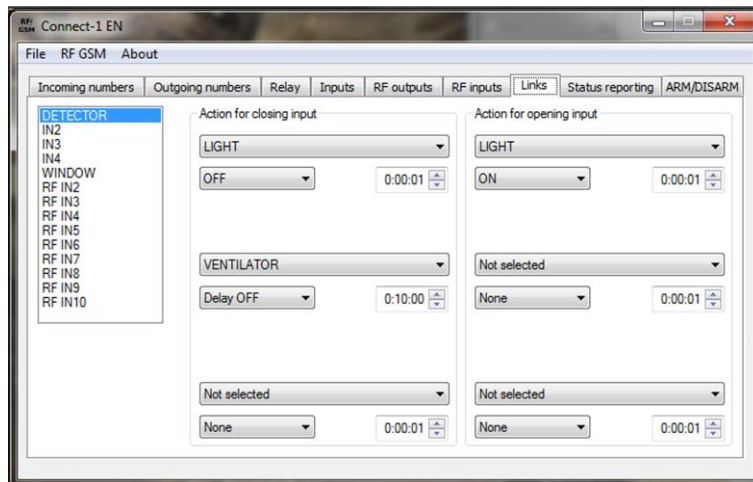 RF/GSM Connect-1 EN
File RF GSM About
Incoming numbers Outgoing numbers Relay Inputs RF outputs RF inputs Links Status reporting ARM/DISARM
DETECTOR
IN2
IN3
IN4
WINDOW
RF IN2
RF IN3
RF IN4
RF IN5
RF IN6
RF IN7
RF IN8
RF IN9
RF IN10
Action for closing input
LIGHT
OFF 0:00:01
VENTILATOR
Delay OFF 0:10:00
Not selected
None 0:00:01
Action for opening input
LIGHT
ON 0:00:01
Not selected
None 0:00:01
Not selected
None 0:00:01